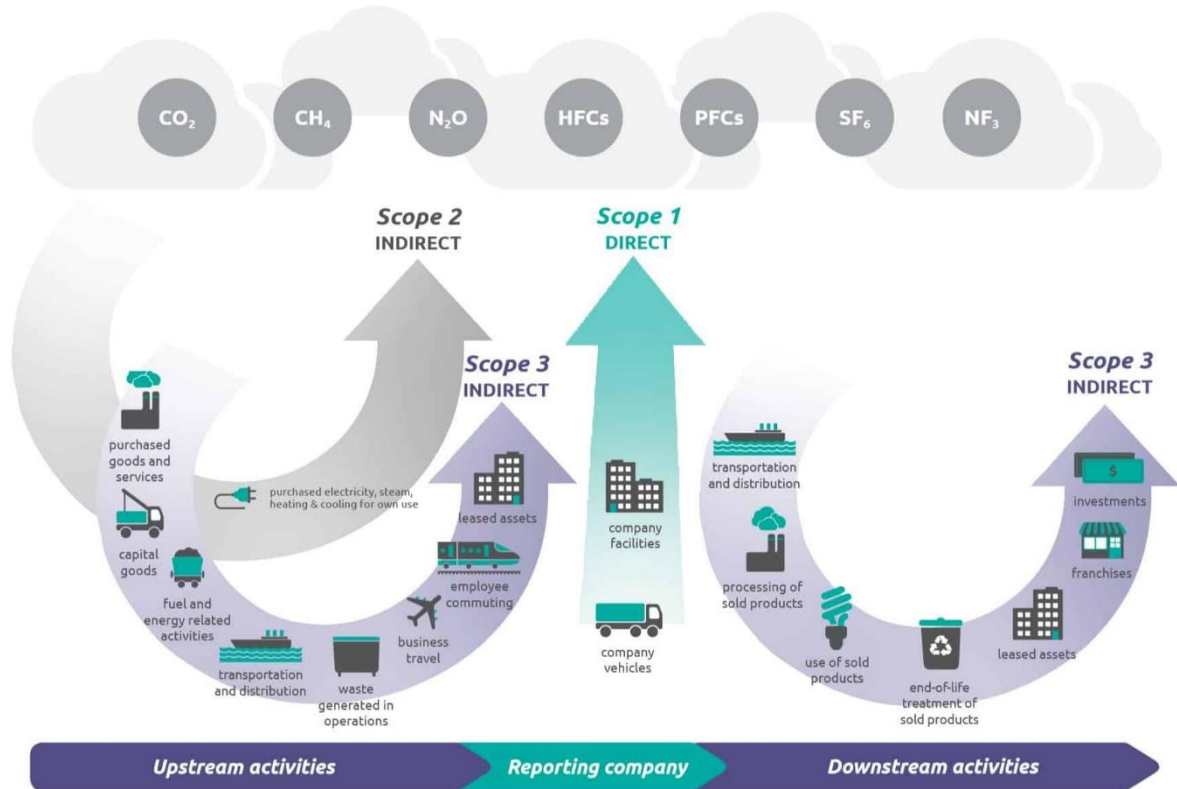 CO₂
CH₄
N₂O
HFCs
PFCs
SF₆
NF₃
Scope 2
INDIRECT
Scope 1
DIRECT
Scope 3
INDIRECT
Scope 3
INDIRECT
purchased
goods and
services
capital
goods
fuel and
energy related
activities
transportation
and distribution
waste
generated in
operations
business
travel
employee
commuting
leased assets
purchased electricity, steam,
heating & cooling for own use
company
facilities
company
vehicles
transportation
and distribution
processing of
sold products
use of sold
products
end-of-life
treatment of
sold products
leased assets
franchises
$
investments
Upstream activities
Reporting company
Downstream activities